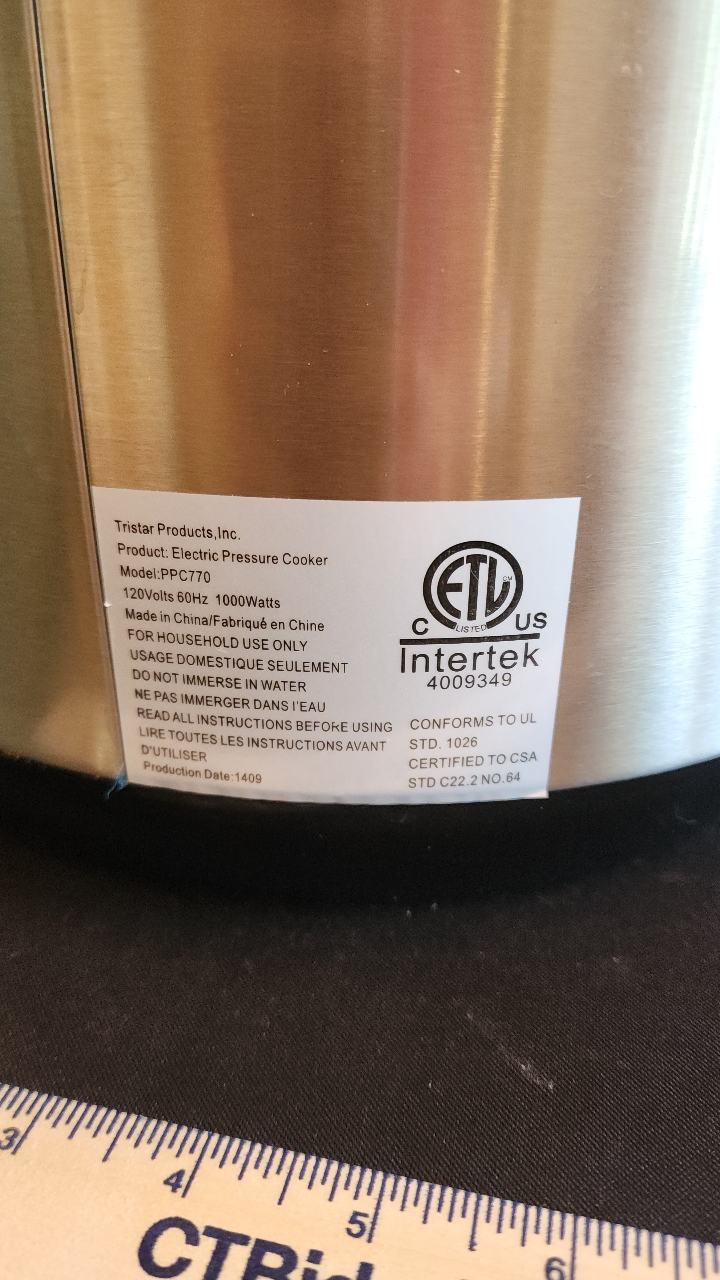 Tristar Products,Inc.
Product: Electric Pressure Cooker
Model:PPC770
120Volts 60Hz 1000Watts
Made in China/Fabriqué en Chine
FOR HOUSEHOLD USE ONLY
USAGE DOMESTIQUE SEULEMENT
DO NOT IMMERSE IN WATER
NE PAS IMMERGER DANS l'EAU
READ ALL INSTRUCTIONS BEFORE USING
LIRE TOUTES LES INSTRUCTIONS AVANT
D'UTILISER
Production Date:1409
ETL CM
C LISTED US
Intertek
4009349
CONFORMS TO UL
STD. 1026
CERTIFIED TO CSA
STD C22.2 NO.64
3 4 5 6
CTBid